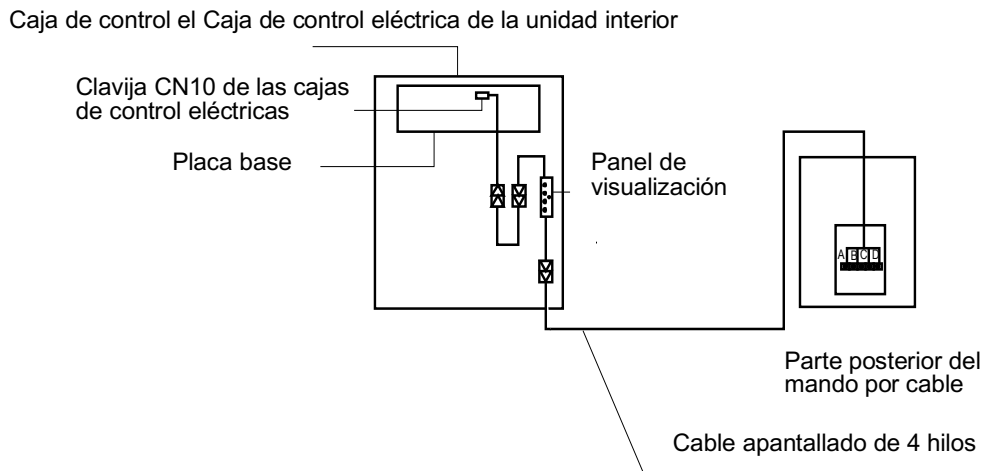 Caja de control el Caja de control eléctrica de la unidad interior
Clavija CN10 de las cajas
de control eléctricas
Placa base
Panel de
visualización
A B C D
Parte posterior del
mando por cable
Cable apantallado de 4 hilos